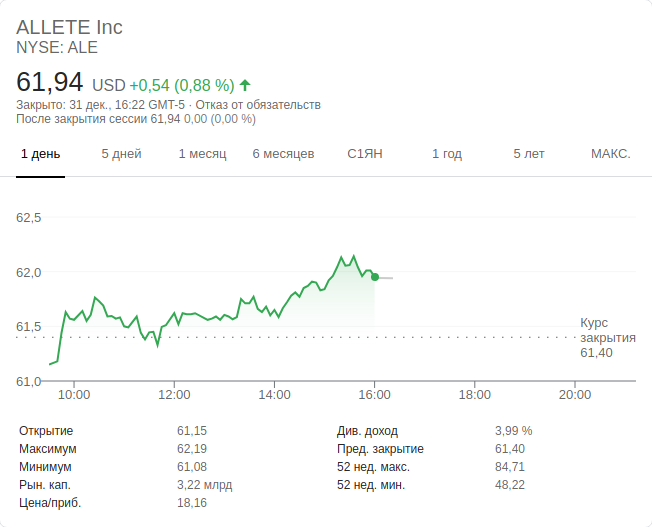 ALLETE Inc
NYSE: ALE
61,94 USD +0,54 (0,88 %)
Закрыто: 31 дек., 16:22 GMT-5 · Отказ от обязательств
После закрытия сессии 61,94 0,00 (0,00 %)
1 день 5 дней 1 месяц 6 месяцев С1ЯН 1 год 5 лет МАКС.
62,5
62,0
61,5
61,0
Курс
закрытия
61,40
10:00 12:00 14:00 16:00 18:00 20:00
Открытие 61,15 Див. доход 3,99 %
Максимум 62,19 Пред. закрытие 61,40
Минимум 61,08 52 нед. макс. 84,71
Рын. кап. 3,22 млрд 52 нед. мин. 48,22
Цена/приб. 18,16